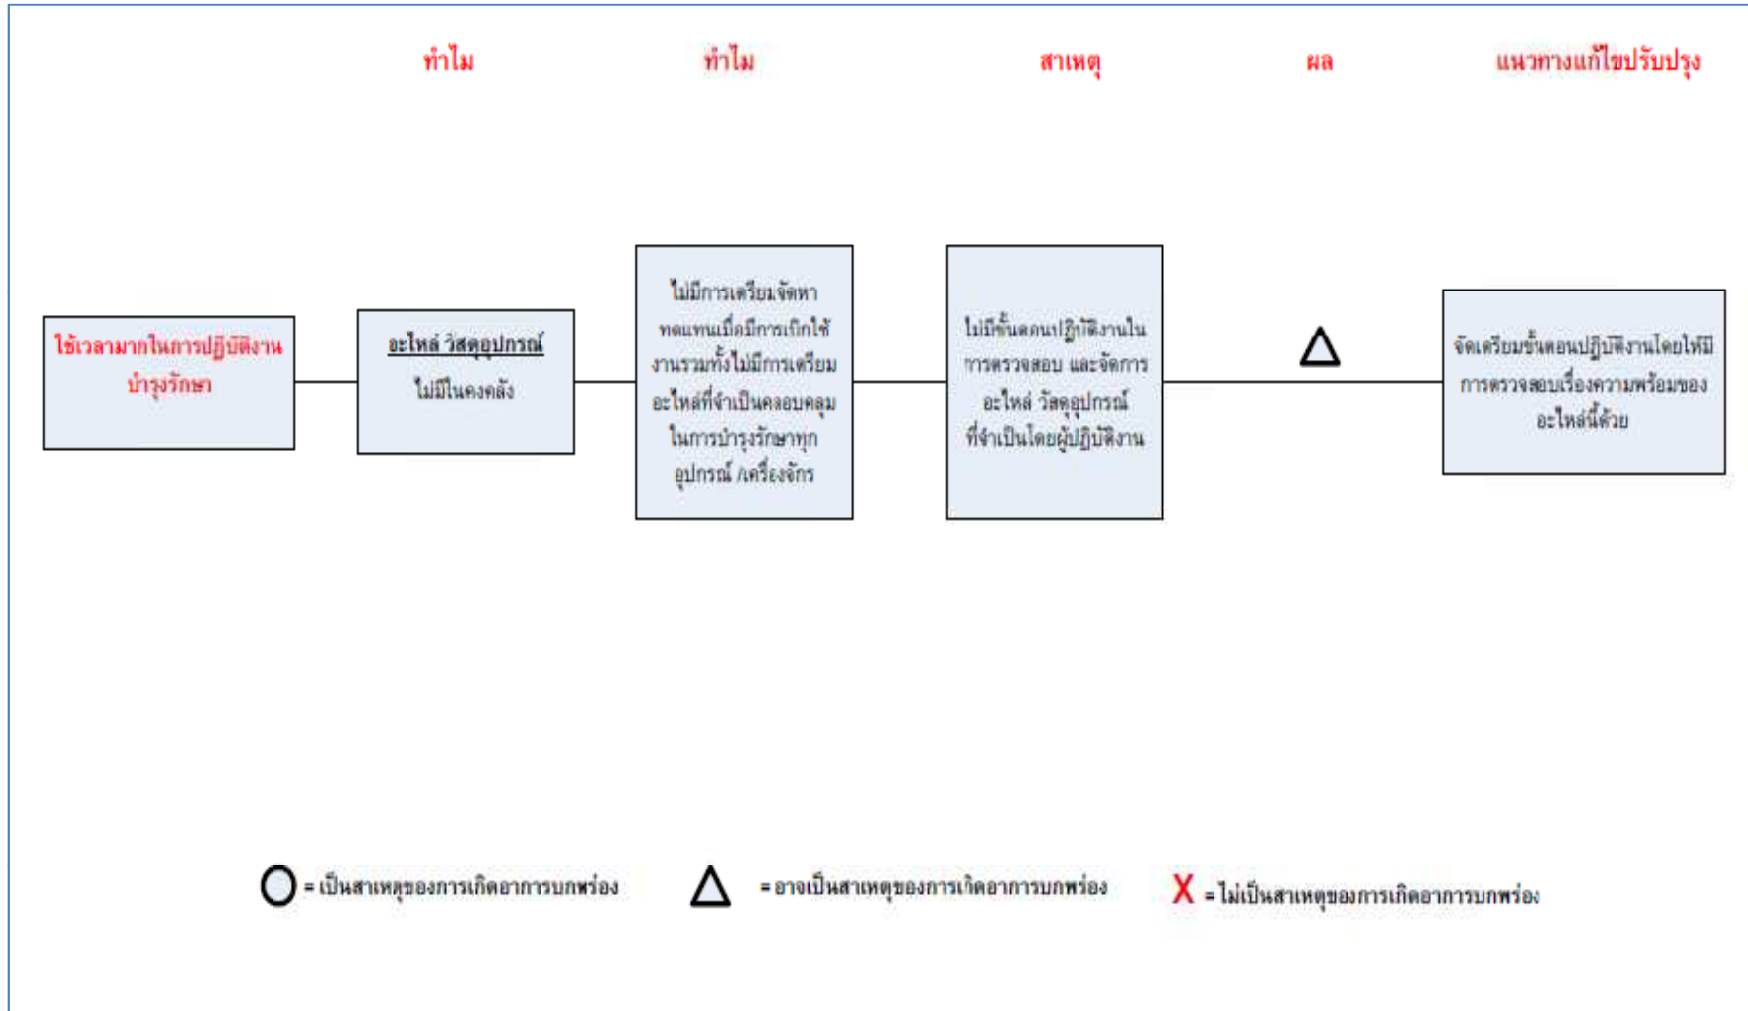 ทำไม
ทำไม
สาเหตุ
ผล
แนวทางแก้ไขปรับปรุง
ใช้เวลามากในการปฏิบัติงาน
บำรุงรักษา
อะไหล่ วัสดุอุปกรณ์
ไม่มีในคงคลัง
ไม่มีการเตรียมจัดหา
ทดแทนเมื่อมีการเบิกใช้
งานรวมทั้งไม่มีการเตรียม
อะไหล่ที่จำเป็นคลอบคลุม
ในการบำรุงรักษาทุก
อุปกรณ์ /เครื่องจักร
ไม่มีขั้นตอนปฏิบัติงานใน
การตรวจสอบ และจัดการ
อะไหล่ วัสดุอุปกรณ์
ที่จำเป็นโดยผู้ปฏิบัติงาน
จัดเตรียมขั้นตอนปฏิบัติงานโดยให้มี
การตรวจสอบเรื่องความพร้อมของ
อะไหล่นี้ด้วย
= เป็นสาเหตุของการเกิดอาการบกพร่อง
= อาจเป็นสาเหตุของการเกิดอาการบกพร่อง
X = ไม่เป็นสาเหตุของการเกิดอาการบกพร่อง